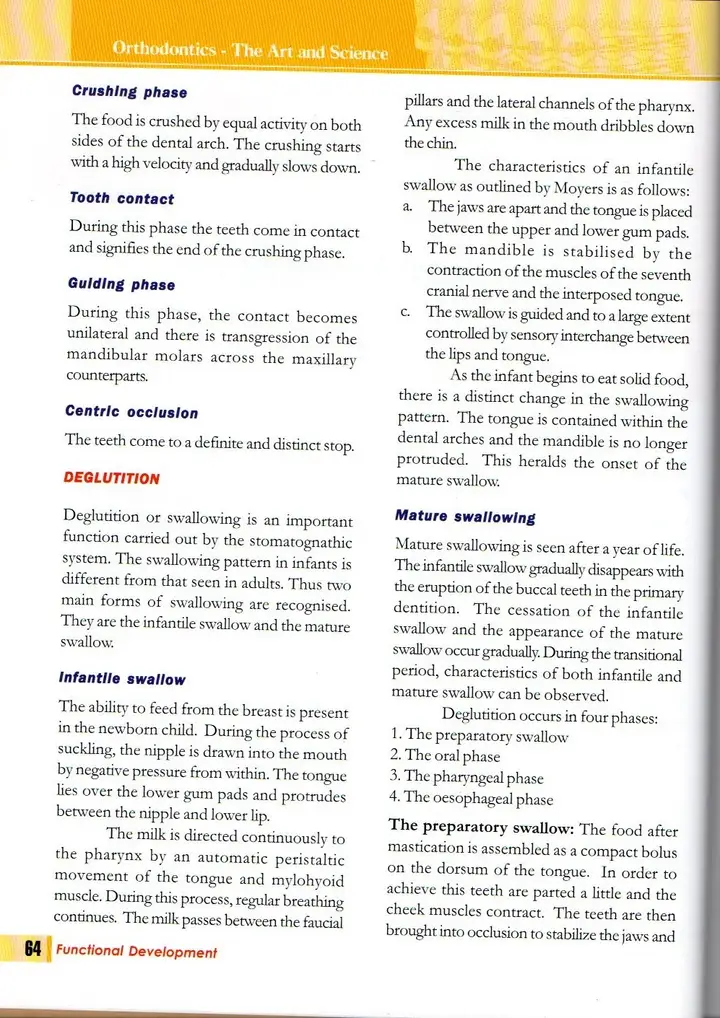 Orthodontics - The Art and Science
Crushing phase
The food is crushed by equal activity on both
sides of the dental arch. The crushing starts
with a high velocity and gradually slows down.
Tooth contact
During this phase the teeth come in contact
and signifies the end of the crushing phase.
Guiding phase
During this phase, the contact becomes
unilateral and there is transgression of the
mandibular molars across the maxillary
counterparts.
Centric occlusion
The teeth come to a definite and distinct stop.
DEGLUTITION
Deglutition or swallowing is an important
function carried out by the stomatognathic
system. The swallowing pattern in infants is
different from that seen in adults. Thus two
main forms of swallowing are recognised.
They are the infantile swallow and the mature
swallow.
Infantile swallow
The ability to feed from the breast is present
in the newborn child. During the process of
suckling, the nipple is drawn into the mouth
by negative pressure from within. The tongue
lies over the lower gum pads and protrudes
between the nipple and lower lip.
The milk is directed continuously to
the pharynx by an automatic peristaltic
movement of the tongue and mylohyoid
muscle. During this process, regular breathing
continues. The milk passes between the faucial
pillars and the lateral channels of the pharynx.
Any excess milk in the mouth dribbles down
the chin.
The characteristics of an infantile
swallow as outlined by Moyers is as follows:
a. The jaws are apart and the tongue is placed
between the upper and lower gum pads.
b. The mandible is stabilised by the
contraction of the muscles of the seventh
cranial nerve and the interposed tongue.
c. The swallow is guided and to a large extent
controlled by sensory interchange between
the lips and tongue.
As the infant begins to eat solid food,
there is a distinct change in the swallowing
pattern. The tongue is contained within the
dental arches and the mandible is no longer
protruded. This heralds the onset of the
mature swallow.
Mature swallowing
Mature swallowing is seen after a year of life.
The infantile swallow gradually disappears with
the eruption of the buccal teeth in the primary
dentition. The cessation of the infantile
swallow and the appearance of the mature
swallow occur gradually. During the transitional
period, characteristics of both infantile and
mature swallow can be observed.
Deglutition occurs in four phases:
1. The preparatory swallow
2. The oral phase
3. The pharyngeal phase
4. The oesophageal phase
The preparatory swallow: The food after
mastication is assembled as a compact bolus
on the dorsum of the tongue. In order to
achieve this teeth are parted a little and the
cheek muscles contract. The teeth are then
brought into occlusion to stabilize the jaws and
64 Functional Development